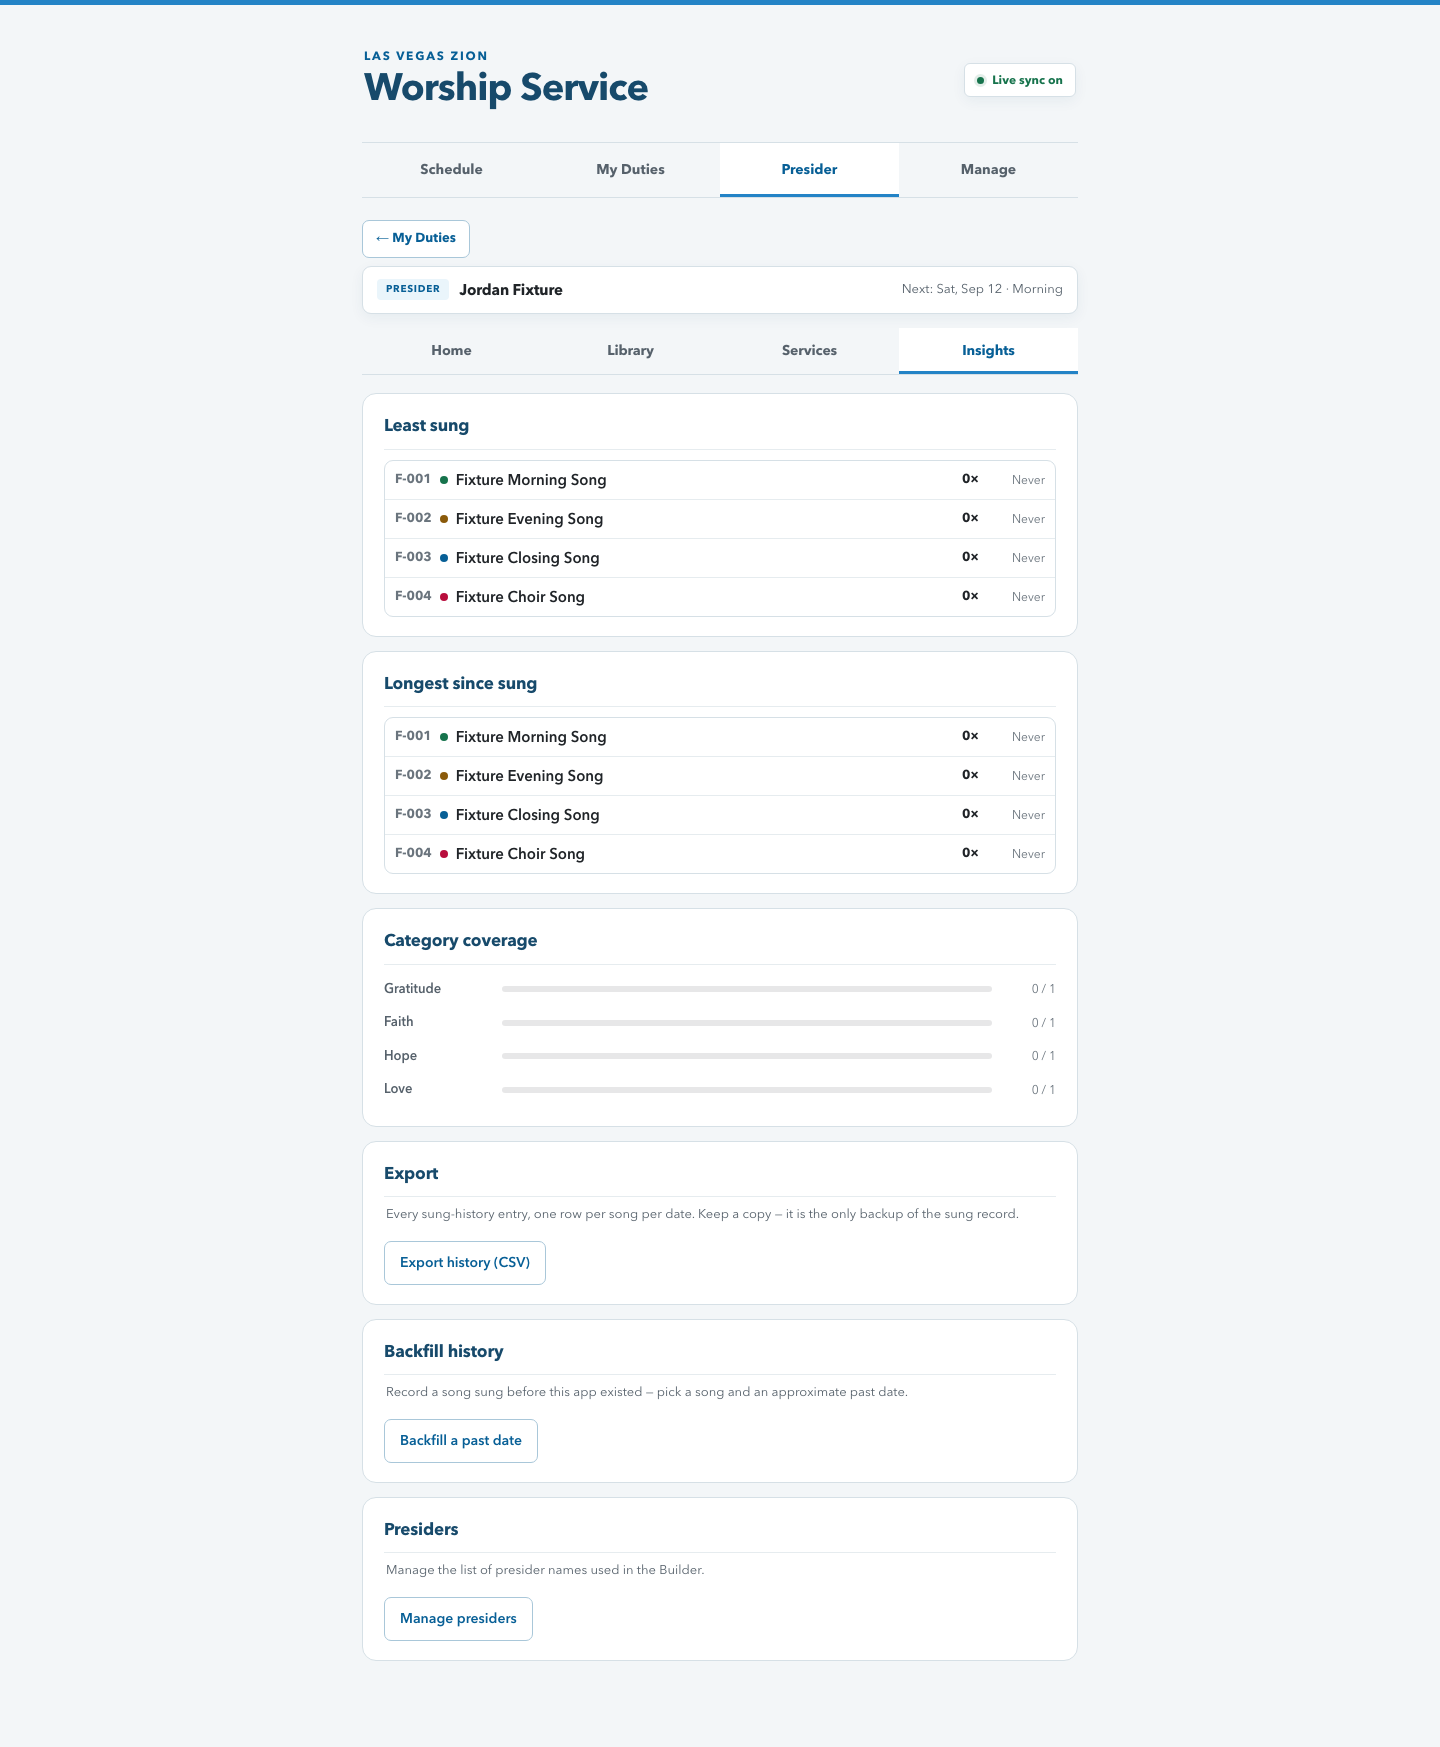 LAS VEGAS ZION
Worship Service
Live sync on
Schedule My Duties Presider Manage
← My Duties
PRESIDER Jordan Fixture Next: Sat, Sep 12 · Morning
Home Library Services Insights
Least sung
F-001 Fixture Morning Song 0× Never
F-002 Fixture Evening Song 0× Never
F-003 Fixture Closing Song 0× Never
F-004 Fixture Choir Song 0× Never
Longest since sung
F-001 Fixture Morning Song 0× Never
F-002 Fixture Evening Song 0× Never
F-003 Fixture Closing Song 0× Never
F-004 Fixture Choir Song 0× Never
Category coverage
Gratitude 0 / 1
Faith 0 / 1
Hope 0 / 1
Love 0 / 1
Export
Every sung-history entry, one row per song per date. Keep a copy — it is the only backup of the sung record.
Export history (CSV)
Backfill history
Record a song sung before this app existed — pick a song and an approximate past date.
Backfill a past date
Presiders
Manage the list of presider names used in the Builder.
Manage presiders